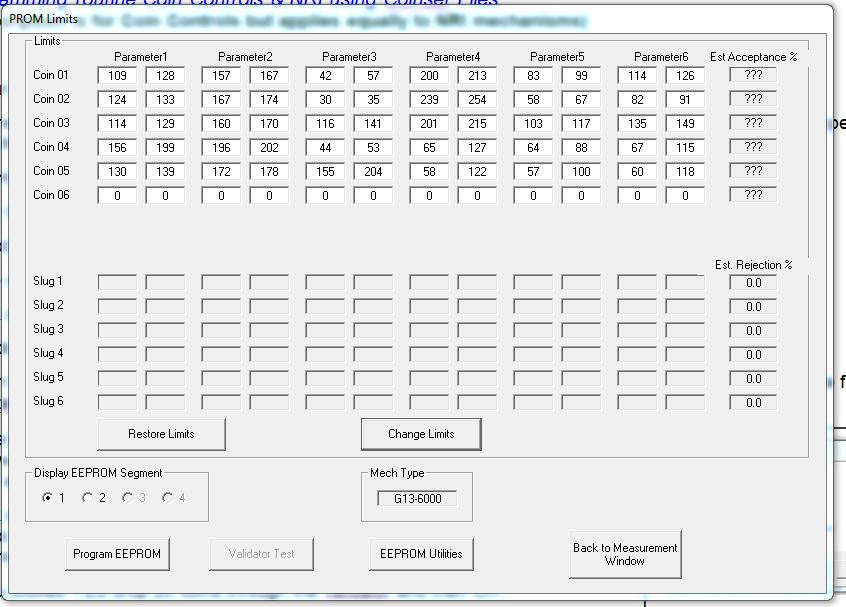 amming routine Coin Controls & NRI using Coinset Files
s for Coin Controls but applies equally to NRI mechanisms)
PROM Limits
Limits
Parameter1 Parameter2 Parameter3 Parameter4 Parameter5 Parameter6 Est Acceptance %
Coin 01 109 128 157 167 42 57 200 213 83 99 114 126 ???
Coin 02 124 133 167 174 30 35 239 254 58 67 82 91 ???
Coin 03 114 129 160 170 116 141 201 215 103 117 135 149 ???
Coin 04 156 199 196 202 44 53 65 127 64 88 67 115 ???
Coin 05 130 139 172 178 155 204 58 122 57 100 60 118 ???
Coin 06 0 0 0 0 0 0 0 0 0 0 0 0 ???
Est. Rejection %
Slug 1 0.0
Slug 2 0.0
Slug 3 0.0
Slug 4 0.0
Slug 5 0.0
Slug 6 0.0
Restore Limits Change Limits
Display EEPROM Segment Mech Type
1 2 3 4 G13-6000
Program EEPROM Validator Test EEPROM Utilities Back to Measurement
Window